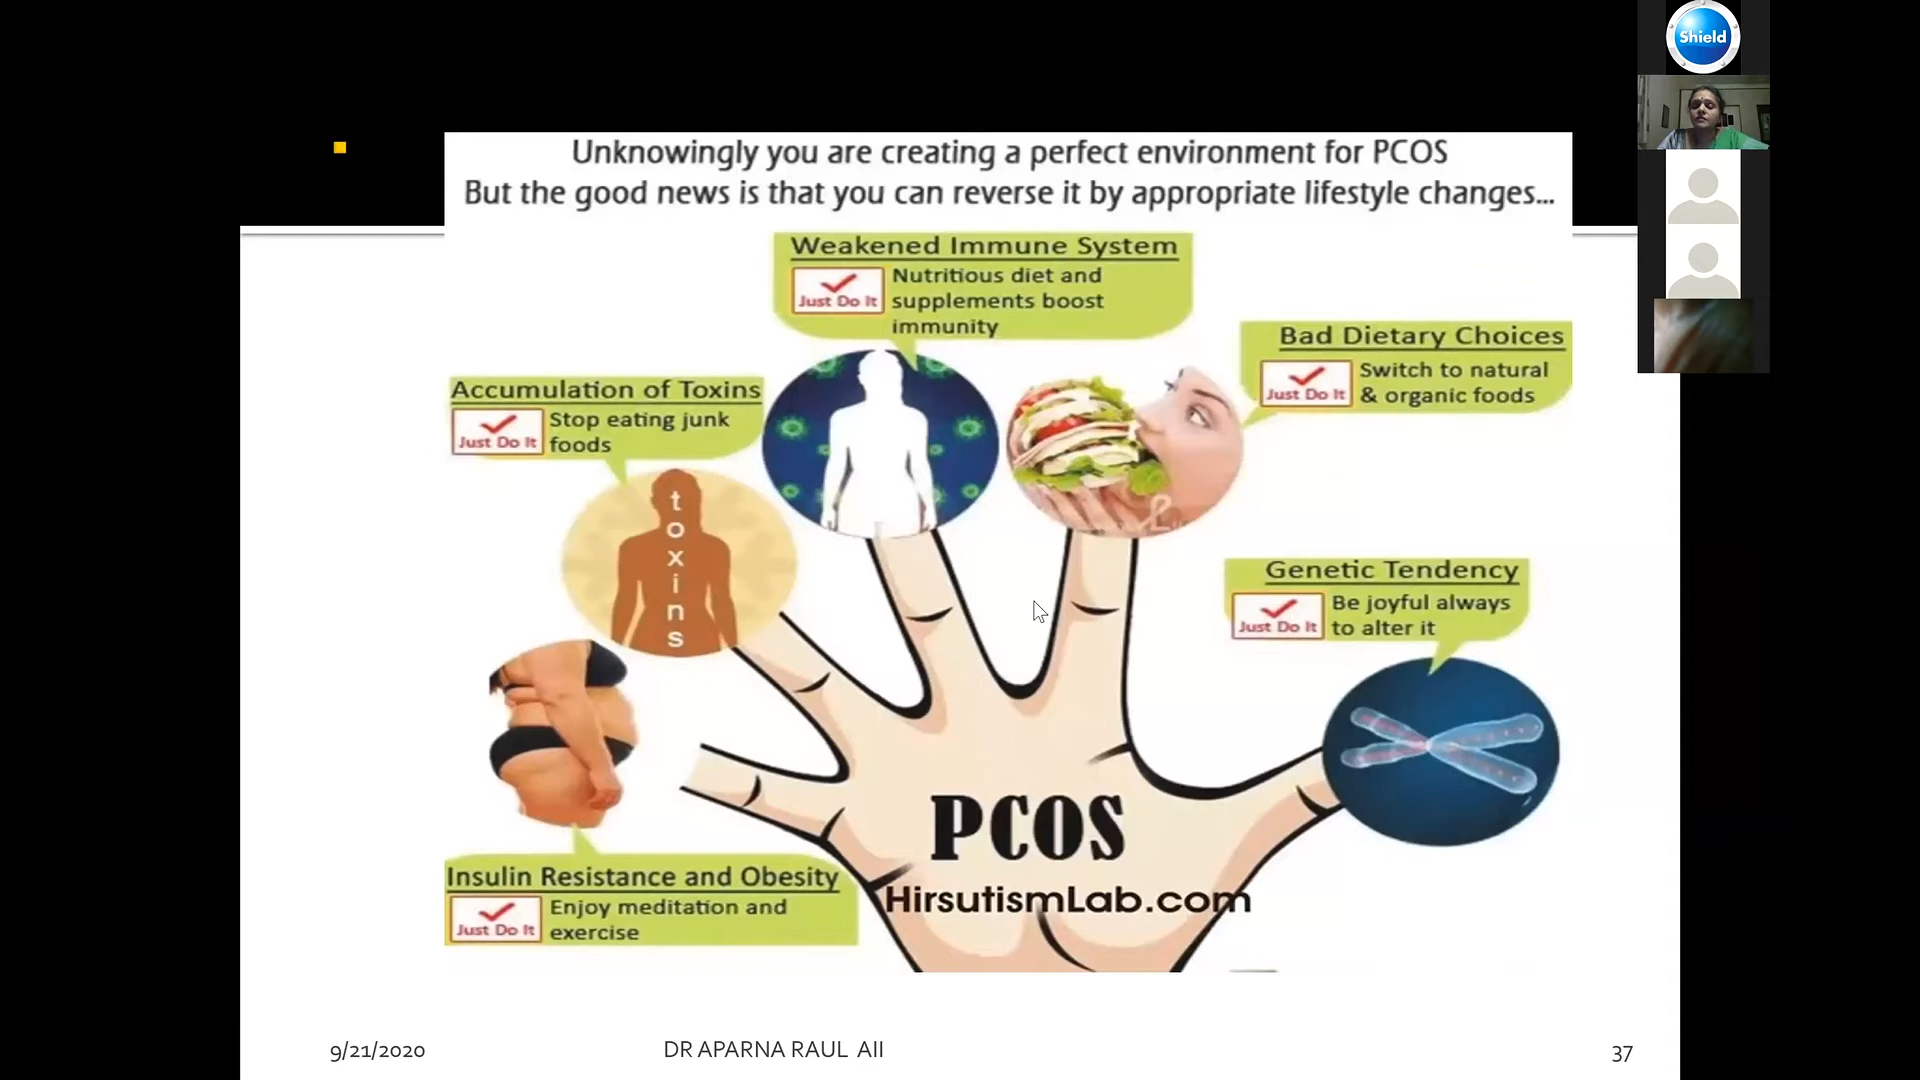 Shield
Unknowingly you are creating a perfect environment for PCOS
But the good news is that you can reverse it by appropriate lifestyle changes...
Weakened Immune System
Just Do It
Nutritious diet and
supplements boost
immunity
Bad Dietary Choices
Just Do It
Switch to natural
& organic foods
Accumulation of Toxins
Just Do It
Stop eating junk
foods
toxins
Genetic Tendency
Just Do It
Be joyful always
to alter it
PCOS
HirsutismLab.com
Insulin Resistance and Obesity
Just Do It
Enjoy meditation and
exercise
9/21/2020
DR APARNA RAUL AII
37